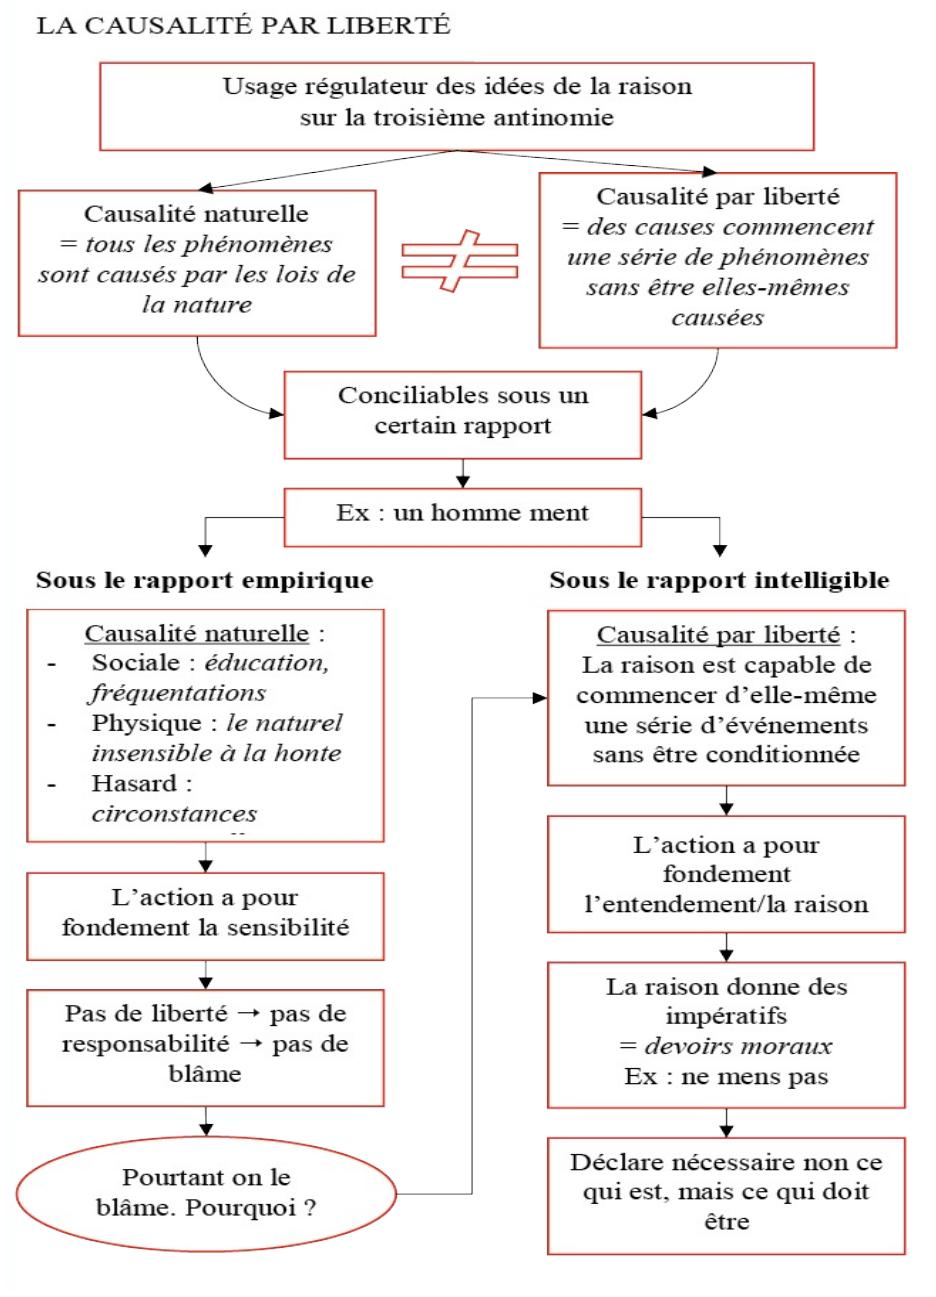 LA CAUSALITÉ PAR LIBERTÉ
Usage régulateur des idées de la raison
sur la troisième antinomie
Causalité naturelle
= tous les phénomènes
sont causés par les lois de
la nature
Causalité par liberté
= des causes commencent
une série de phénomènes
sans être elles-mêmes
causées
Conciliables sous un
certain rapport
Ex : un homme ment
Sous le rapport empirique
Causalité naturelle :
- Sociale : éducation,
fréquentations
- Physique : le naturel
insensible à la honte
- Hasard :
circonstances
L’action a pour
fondement la sensibilité
Pas de liberté → pas de
responsabilité → pas de
blâme
Pourtant on le
blâme. Pourquoi ?
Sous le rapport intelligible
Causalité par liberté :
La raison est capable de
commencer d’elle-même
une série d’événements
sans être conditionnée
L’action a pour
fondement
l’entendement/la raison
La raison donne des
impératifs
= devoirs moraux
Ex : ne mens pas
Déclare nécessaire non ce
qui est, mais ce qui doit
être